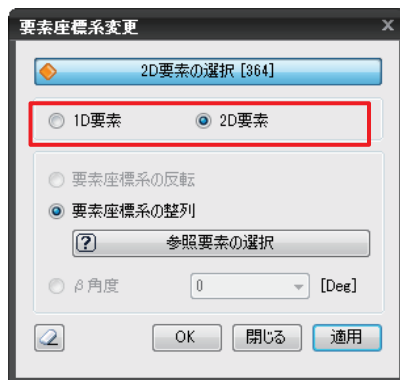 要素座標系変更 x
2D要素の選択 [364]
1D要素 2D要素
要素座標系の反転
要素座標系の整列
? 参照要素の選択
β角度 0 [Deg]
OK 閉じる 適用